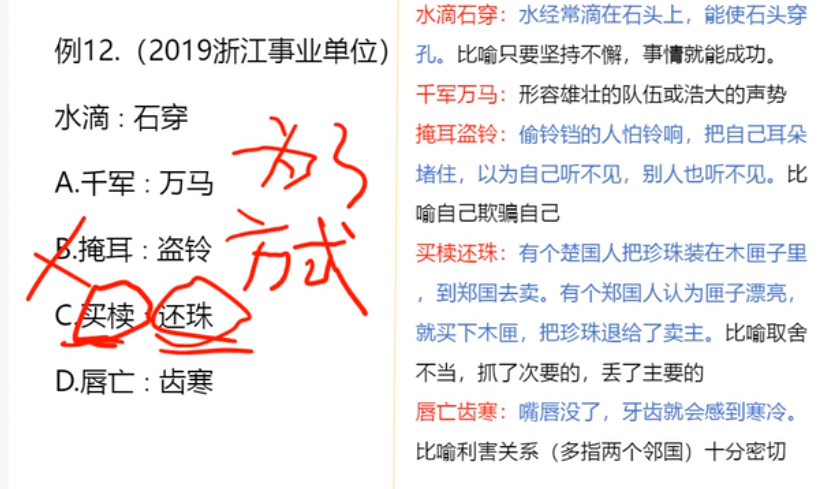 例12.（2019浙江事业单位）
水滴：石穿
A.千军：万马
B.掩耳：盗铃
C.买椟：还珠
D.唇亡：齿寒
为了
方式
水滴石穿：水经常滴在石头上，能使石头穿
孔。比喻只要坚持不懈，事情就能成功。
千军万马：形容雄壮的队伍或浩大的声势
掩耳盗铃：偷铃铛的人怕铃响，把自己耳朵
堵住，以为自己听不见，别人也听不见。比
喻自己欺骗自己
买椟还珠：有个楚国人把珍珠装在木匣子里
，到郑国去卖。有个郑国人认为匣子漂亮，
就买下木匣，把珍珠退给了卖主。比喻取舍
不当，抓了次要的，丢了主要的
唇亡齿寒：嘴唇没了，牙齿就会感到寒冷。
比喻利害关系（多指两个邻国）十分密切